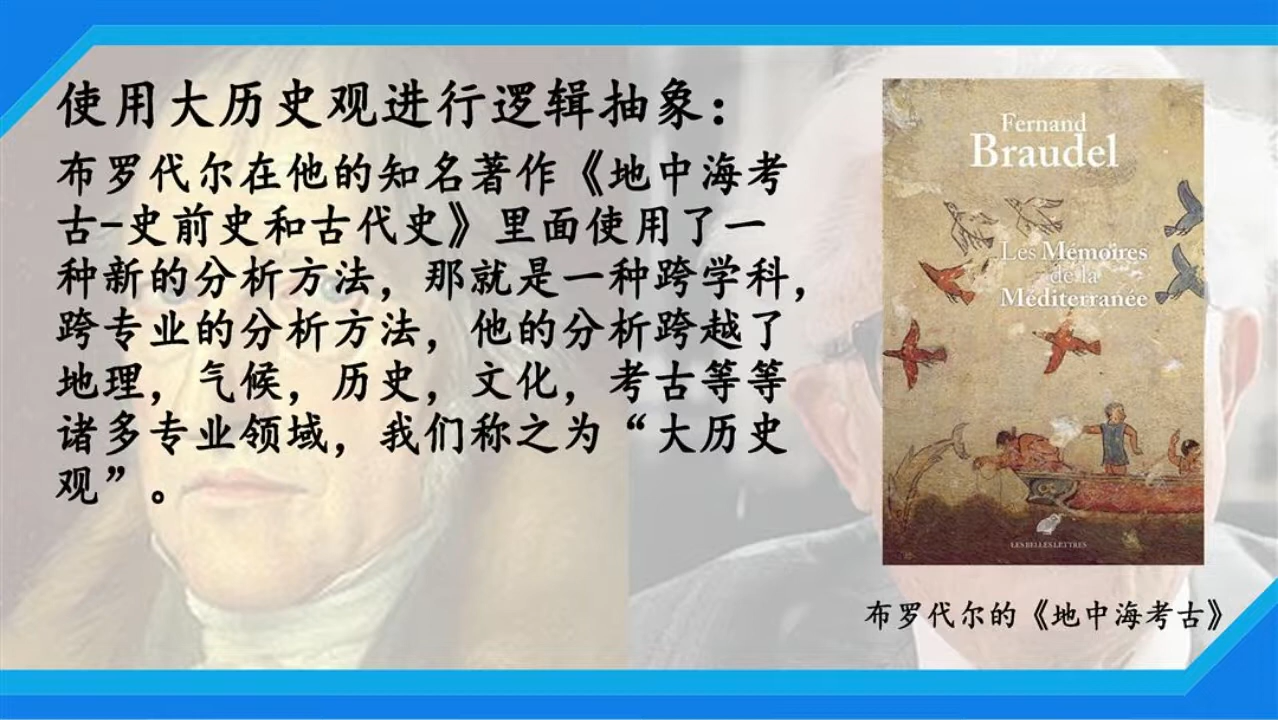 使用大历史观进行逻辑抽象：
布罗代尔在他的知名著作《地中海考
古-史前史和古代史》里面使用了一
种新的分析方法，那就是一种跨学科，
跨专业的分析方法，他的分析跨越了
地理，气候，历史，文化，考古等等
诸多专业领域，我们称之为“大历史
观”。
Fernand
Braudel
Les Mémoires
de la
Méditerranée
LES BELLES LETTRES
布罗代尔的《地中海考古》